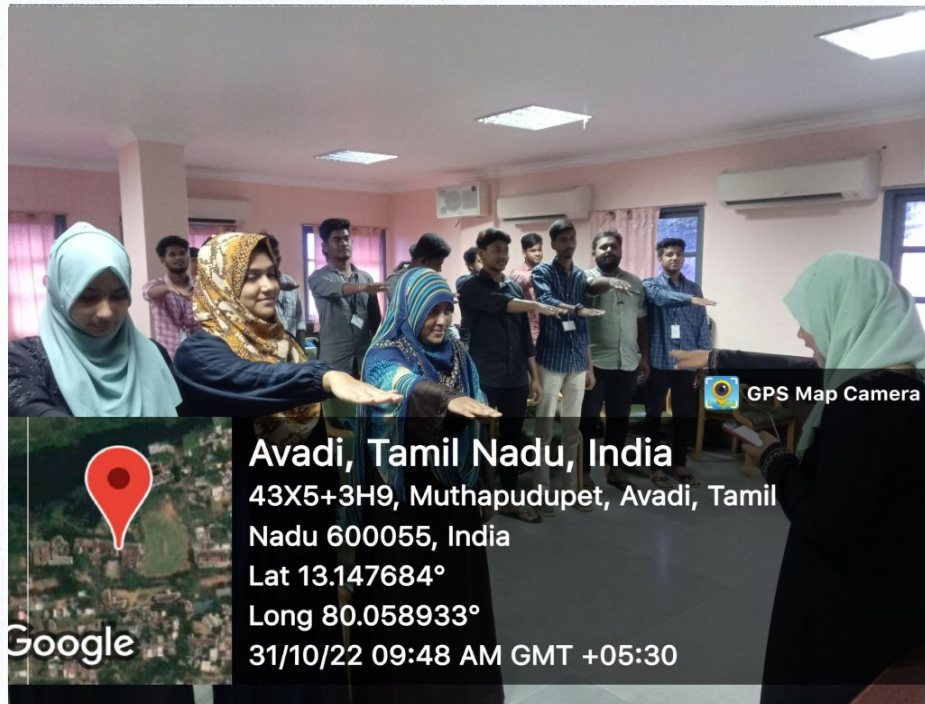 GPS Map Camera
Avadi, Tamil Nadu, India
43X5+3H9, Muthapudupet, Avadi, Tamil
Nadu 600055, India
Lat 13.147684°
Long 80.058933°
31/10/22 09:48 AM GMT +05:30
Google